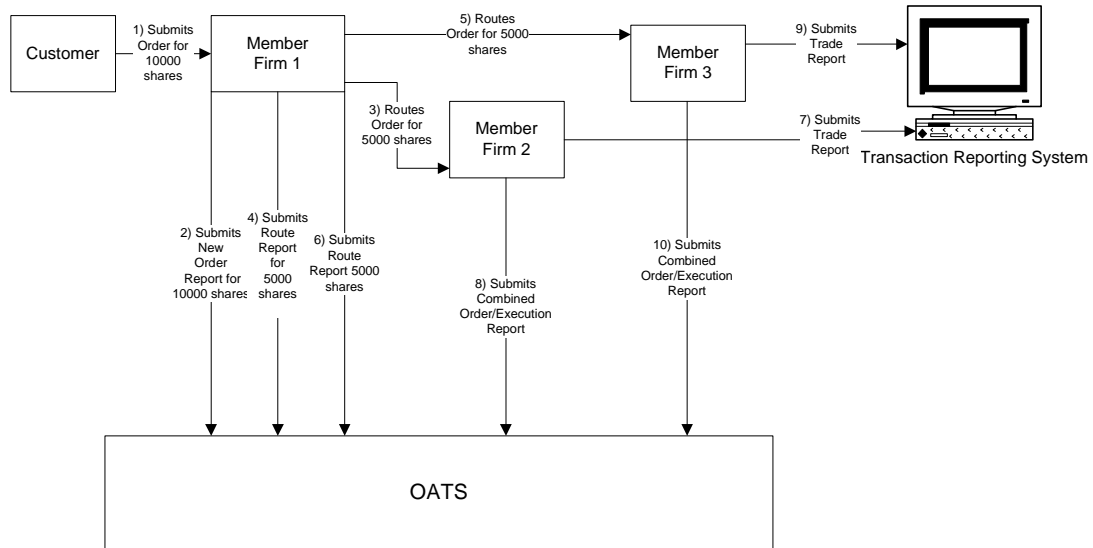 Customer
1) Submits
Order for
10000
shares
Member
Firm 1
5) Routes
Order for 5000
shares
Member
Firm 3
9) Submits
Trade
Report
3) Routes
Order for
5000 shares
Member
Firm 2
7) Submits
Trade
Report
Transaction Reporting System
2) Submits
New
Order
Report for
10000 shares
4) Submits
Route
Report
for
5000
shares
6) Submits
Route
Report 5000
shares
8) Submits
Combined
Order/Execution
Report
10) Submits
Combined
Order/Execution
Report
OATS